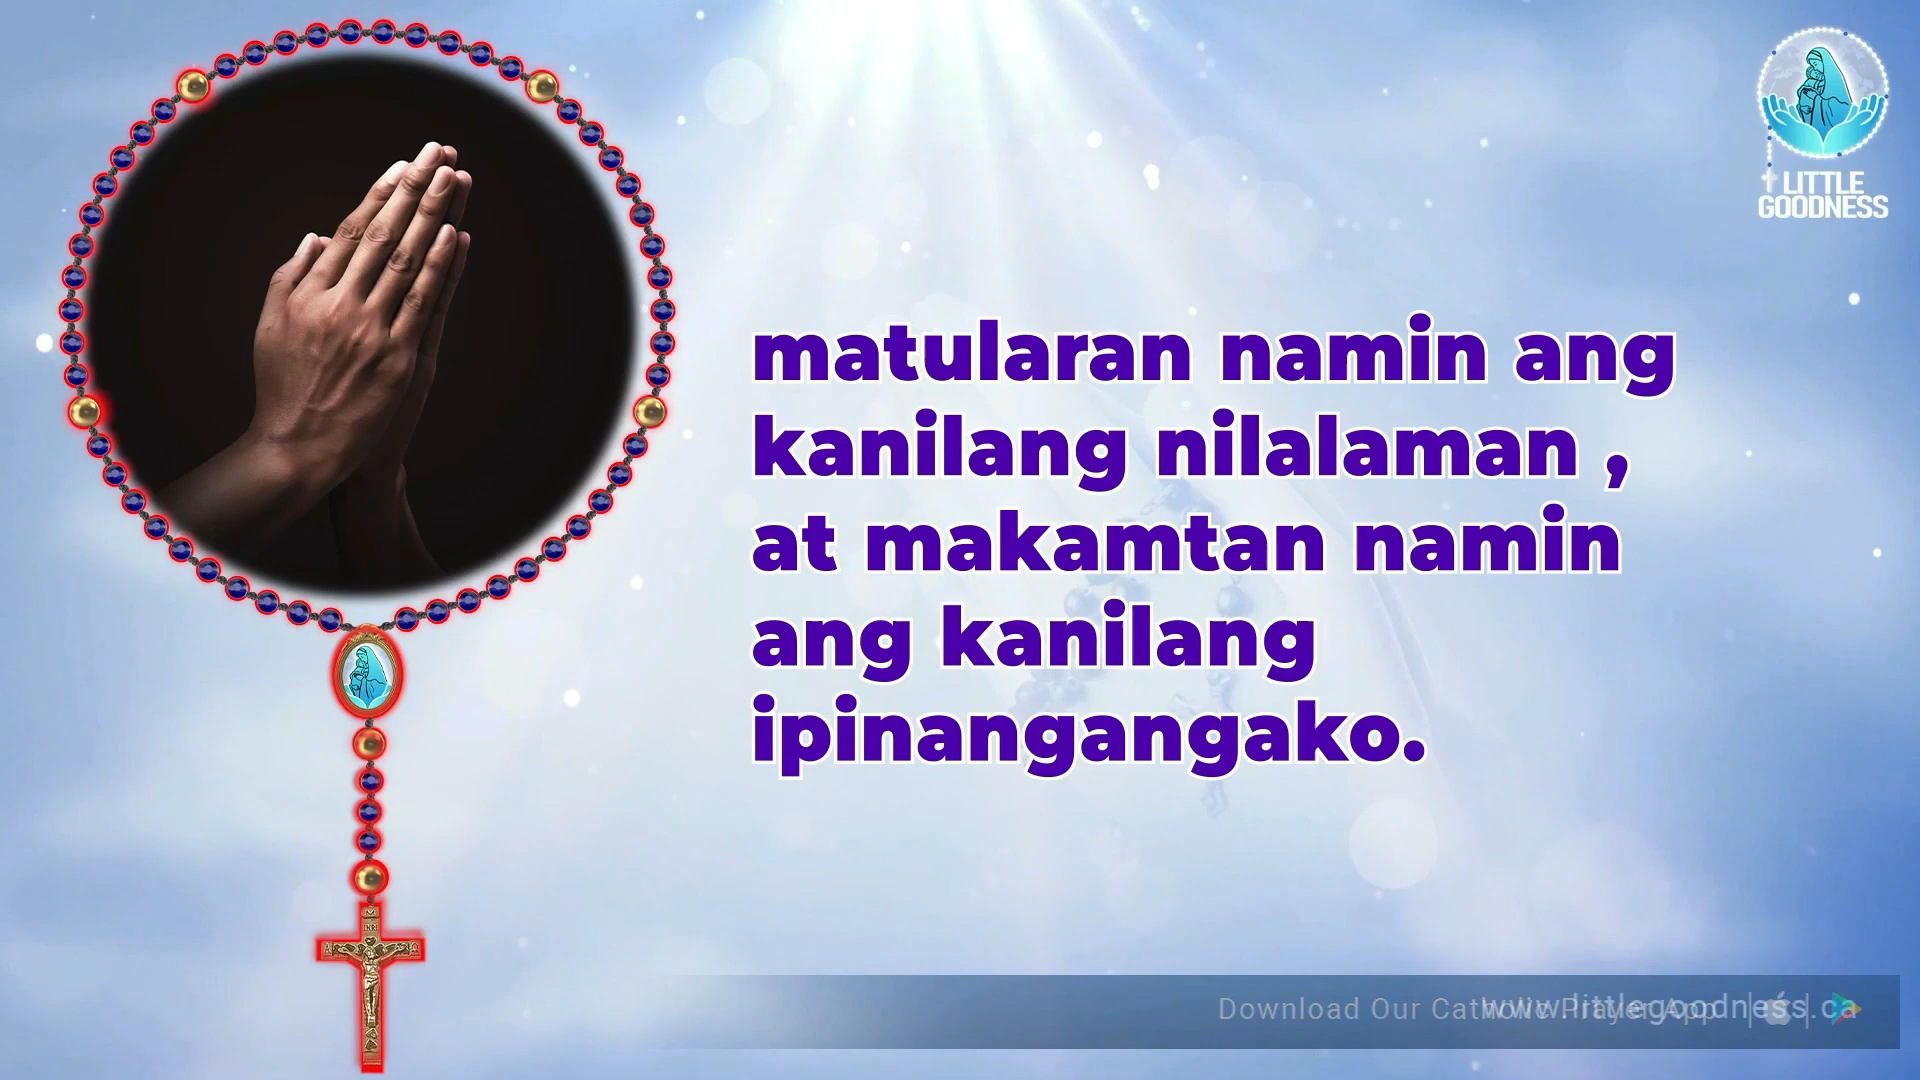 LITTLE
GOODNESS
matularan namin ang
kanilang nilalaman ,
at makamtan namin
ang kanilang
ipinangangako.
INRI
Download Our Catholic Prayer App
www.littlegoodness.ca